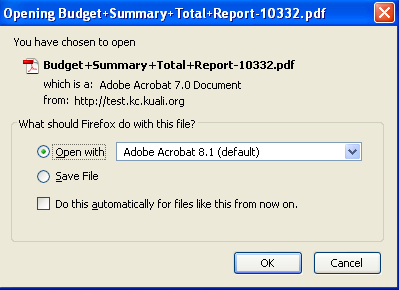 Opening Budget+Summary+Total+Report-10332.pdf
You have chosen to open
Budget+Summary+Total+Report-10332.pdf
which is a: Adobe Acrobat 7.0 Document
from: http://test.kc.kuali.org
What should Firefox do with this file?
Open with Adobe Acrobat 8.1 (default)
Save File
Do this automatically for files like this from now on.
OK Cancel